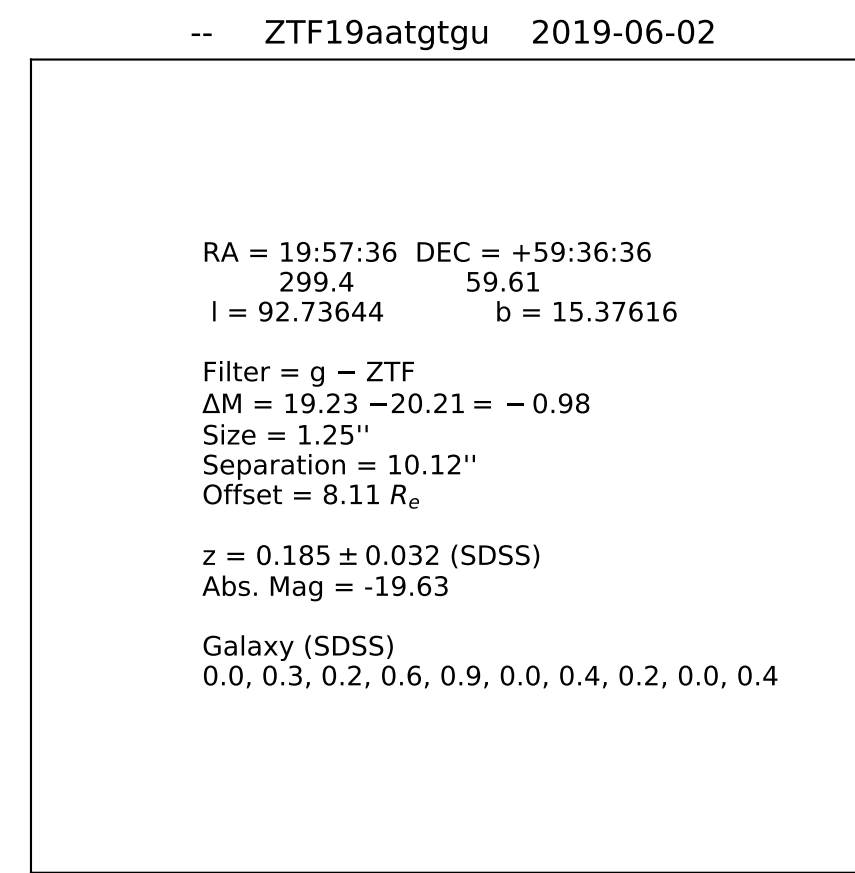 -- ZTF19aatgtgu 2019-06-02
RA = 19:57:36 DEC = +59:36:36
299.4 59.61
l = 92.73644 b = 15.37616
Filter = g − ZTF
ΔM = 19.23 −20.21 = − 0.98
Size = 1.25''
Separation = 10.12''
Offset = 8.11 Rₑ
z = 0.185 ± 0.032 (SDSS)
Abs. Mag = -19.63
Galaxy (SDSS)
0.0, 0.3, 0.2, 0.6, 0.9, 0.0, 0.4, 0.2, 0.0, 0.4